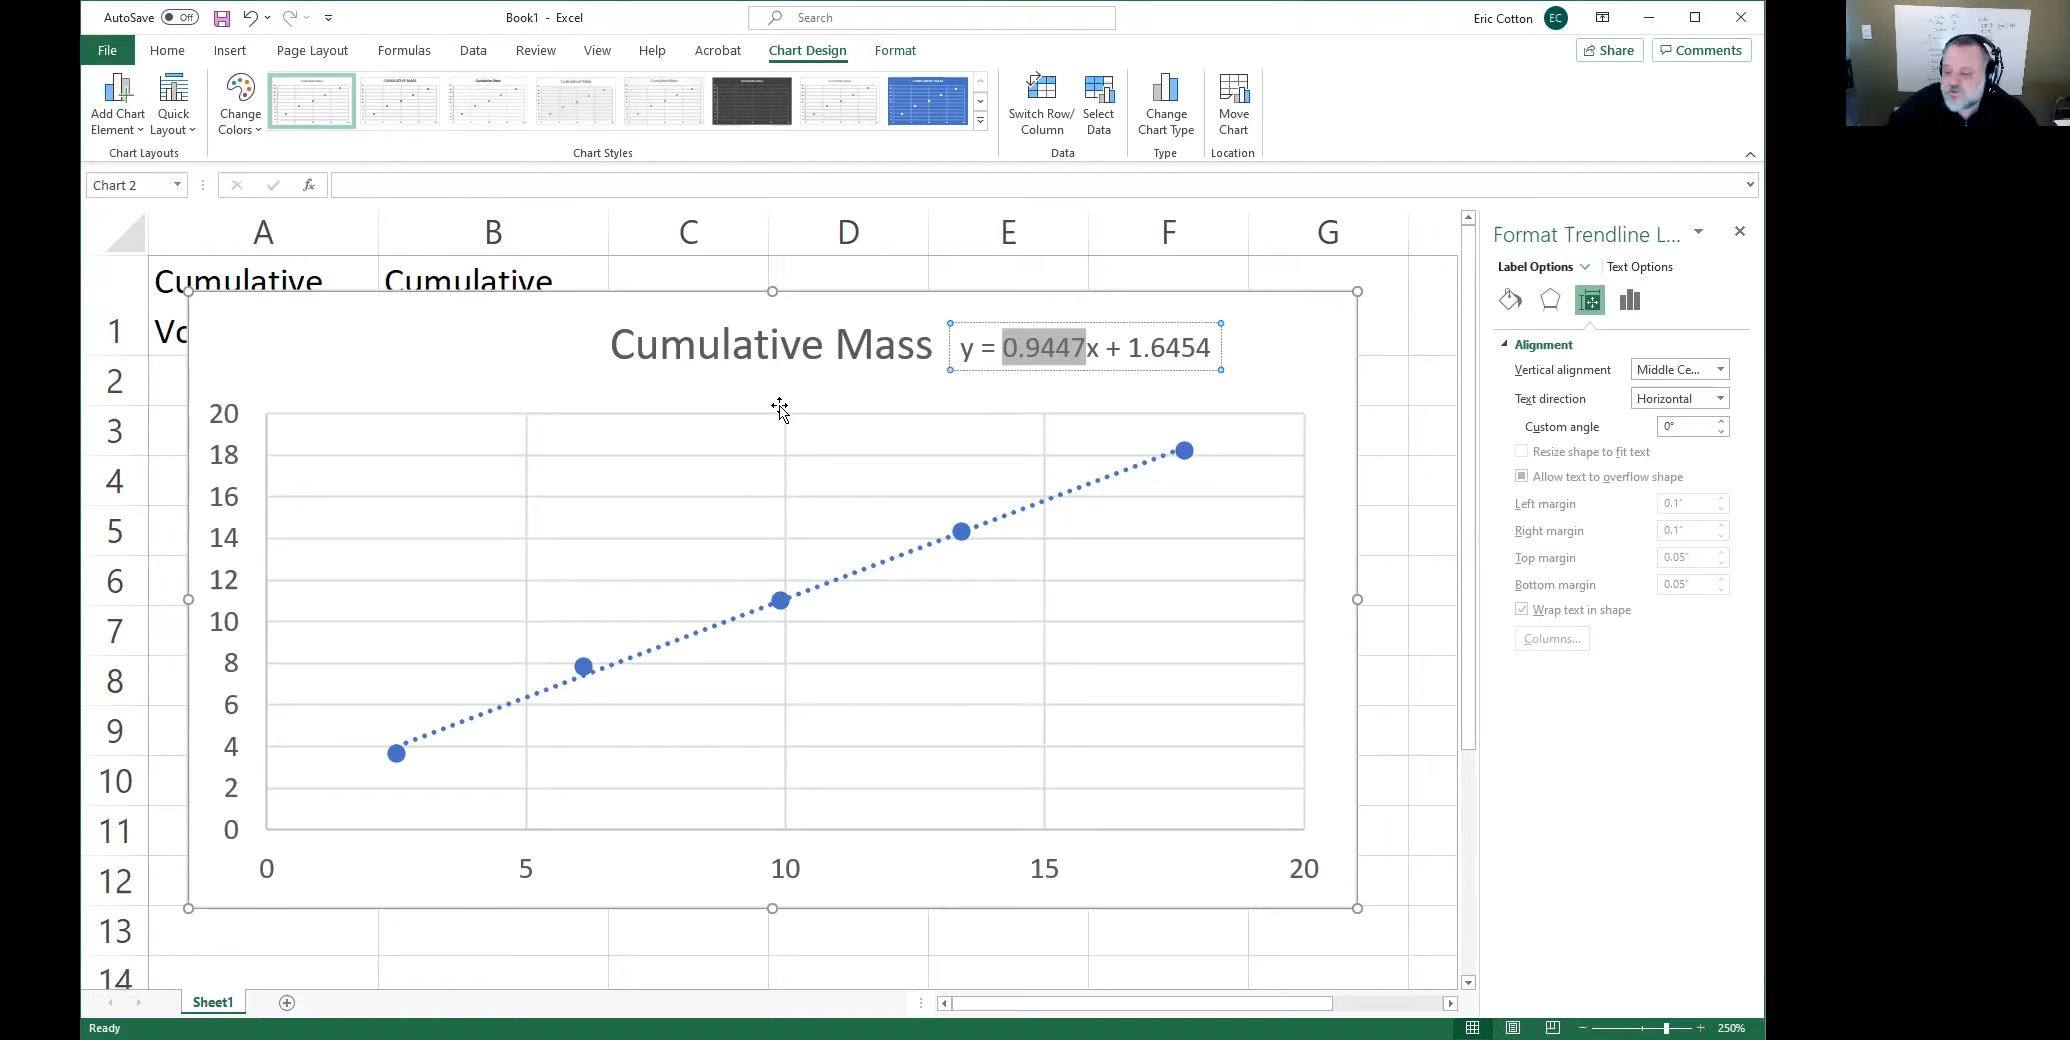 AutoSave Off Book1 - Excel Search Eric Cotton EC
File Home Insert Page Layout Formulas Data Review View Help Acrobat Chart Design Format Share Comments
Add Chart Element
Quick Layout
Change Colors
Switch Row/ Column
Select Data
Change Chart Type
Move Chart
Chart Layouts Chart Styles Data Type Location
Chart 2 fx
A B C D E F G
Cumulative Cumulative
1 Vo
2
3
4
5
6
7
8
9
10
11
12
13
14
Cumulative Mass
y = 0.9447x + 1.6454
20
18
16
14
12
10
8
6
4
2
0
0 5 10 15 20
Format Trendline L...
Label Options Text Options
Alignment
Vertical alignment Middle Ce...
Text direction Horizontal
Custom angle 0°
Resize shape to fit text
Allow text to overflow shape
Left margin 0.1"
Right margin 0.1"
Top margin 0.05"
Bottom margin 0.05"
Wrap text in shape
Columns...
Sheet1
Ready 250%